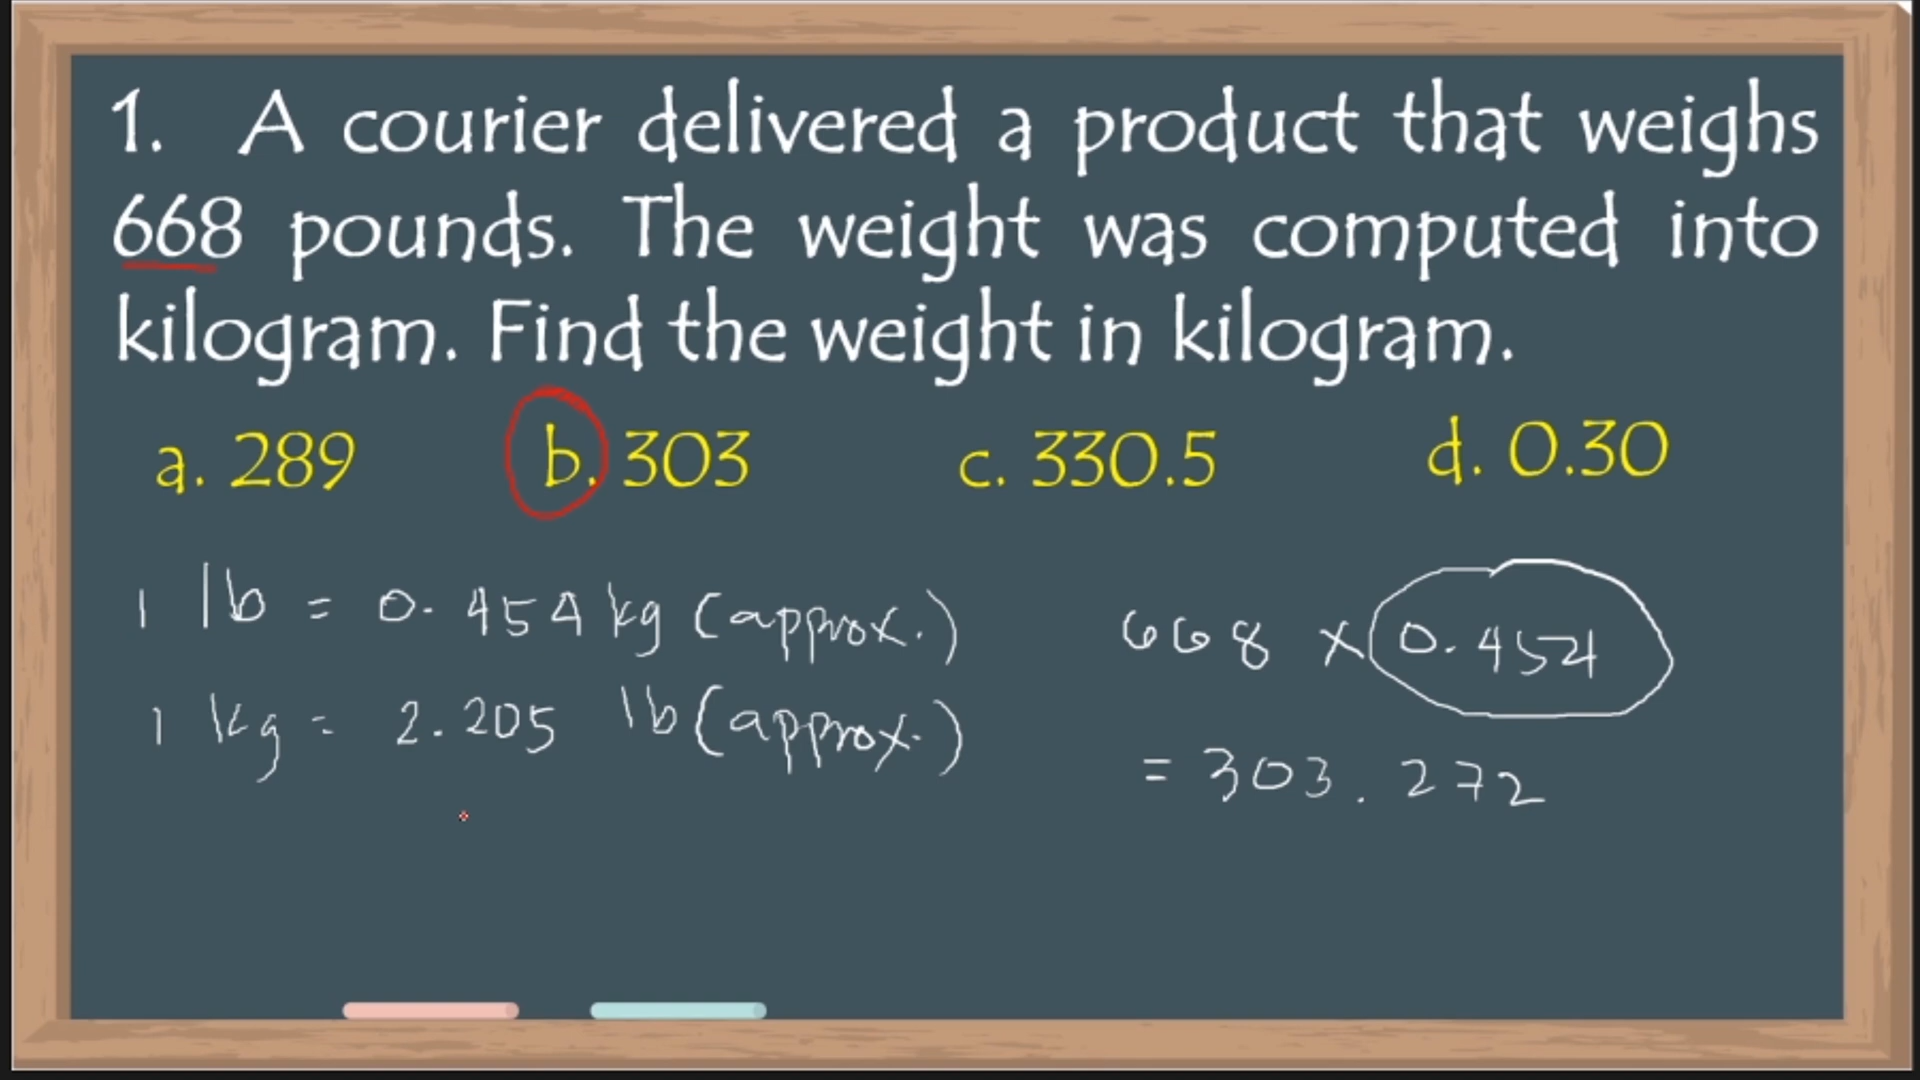 1. A courier delivered a product that weighs
668 pounds. The weight was computed into
kilogram. Find the weight in kilogram.
a. 289 b. 303 c. 330.5 d. 0.30
1 lb = 0.454 kg (approx.) 668 x 0.454
1 kg = 2.205 lb (approx.) = 303.272